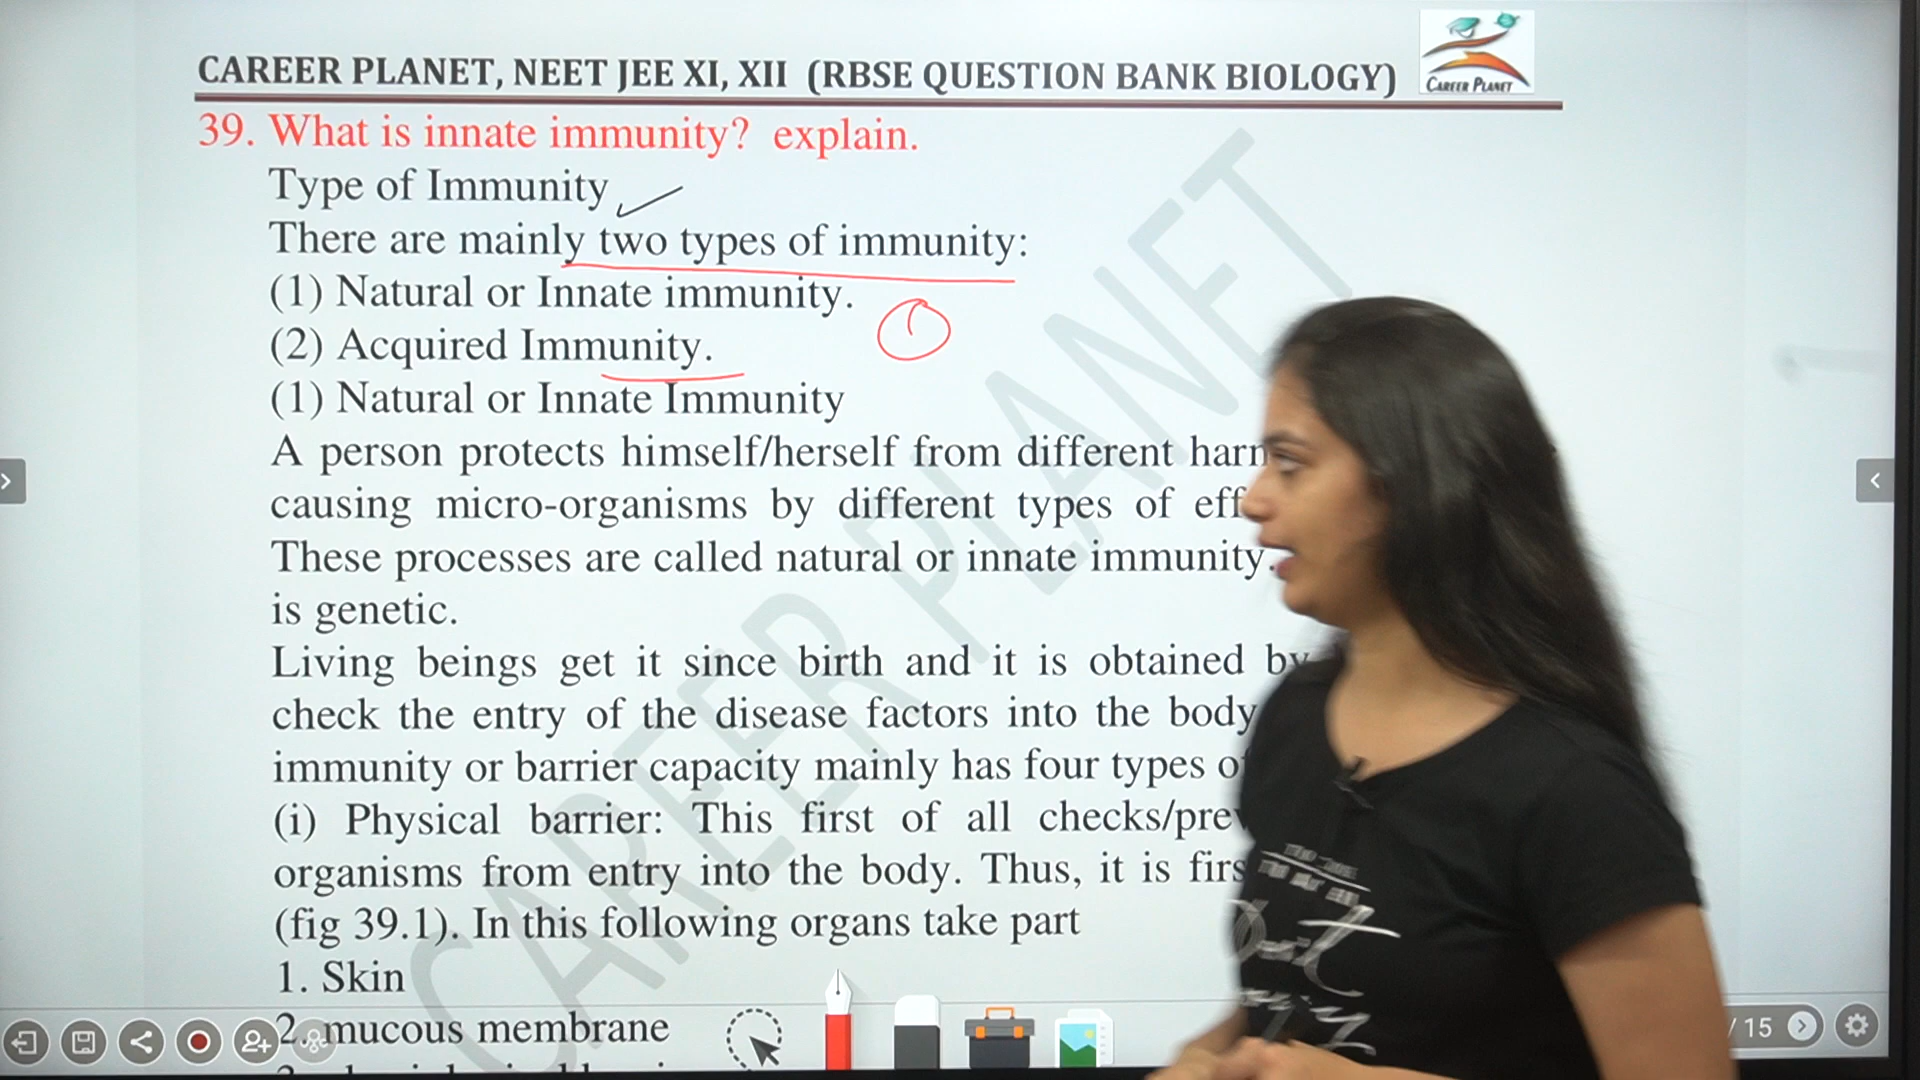 CAREER PLANET, NEET JEE XI, XII (RBSE QUESTION BANK BIOLOGY)
CAREER PLANET
39. What is innate immunity? explain.
Type of Immunity
There are mainly two types of immunity:
(1) Natural or Innate immunity.
(2) Acquired Immunity.
(1) Natural or Innate Immunity
A person protects himself/herself from different
causing micro-organisms by different types of
These processes are called natural or innate immunity.
is genetic.
Living beings get it since birth and it is obtained by
check the entry of the disease factors into the body
immunity or barrier capacity mainly has four types
(i) Physical barrier: This first of all
organisms from entry into the body. Thus, it is
(fig 39.1). In this following organs take part
1. Skin
2. mucous membrane
/ 15
CAREER PLANET